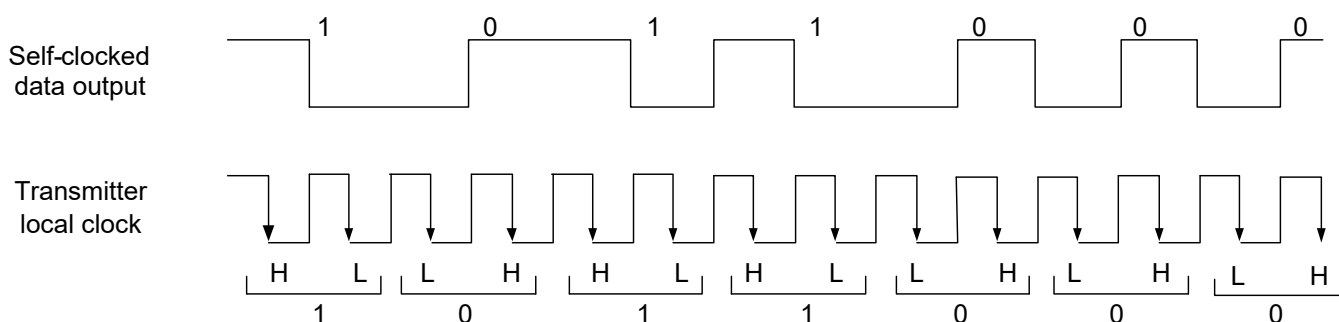 1 0 1 1 0 0 0
Self-clocked
data output
Transmitter
local clock
H L L H H L H L L H L H L H
1 0 1 1 0 0 0